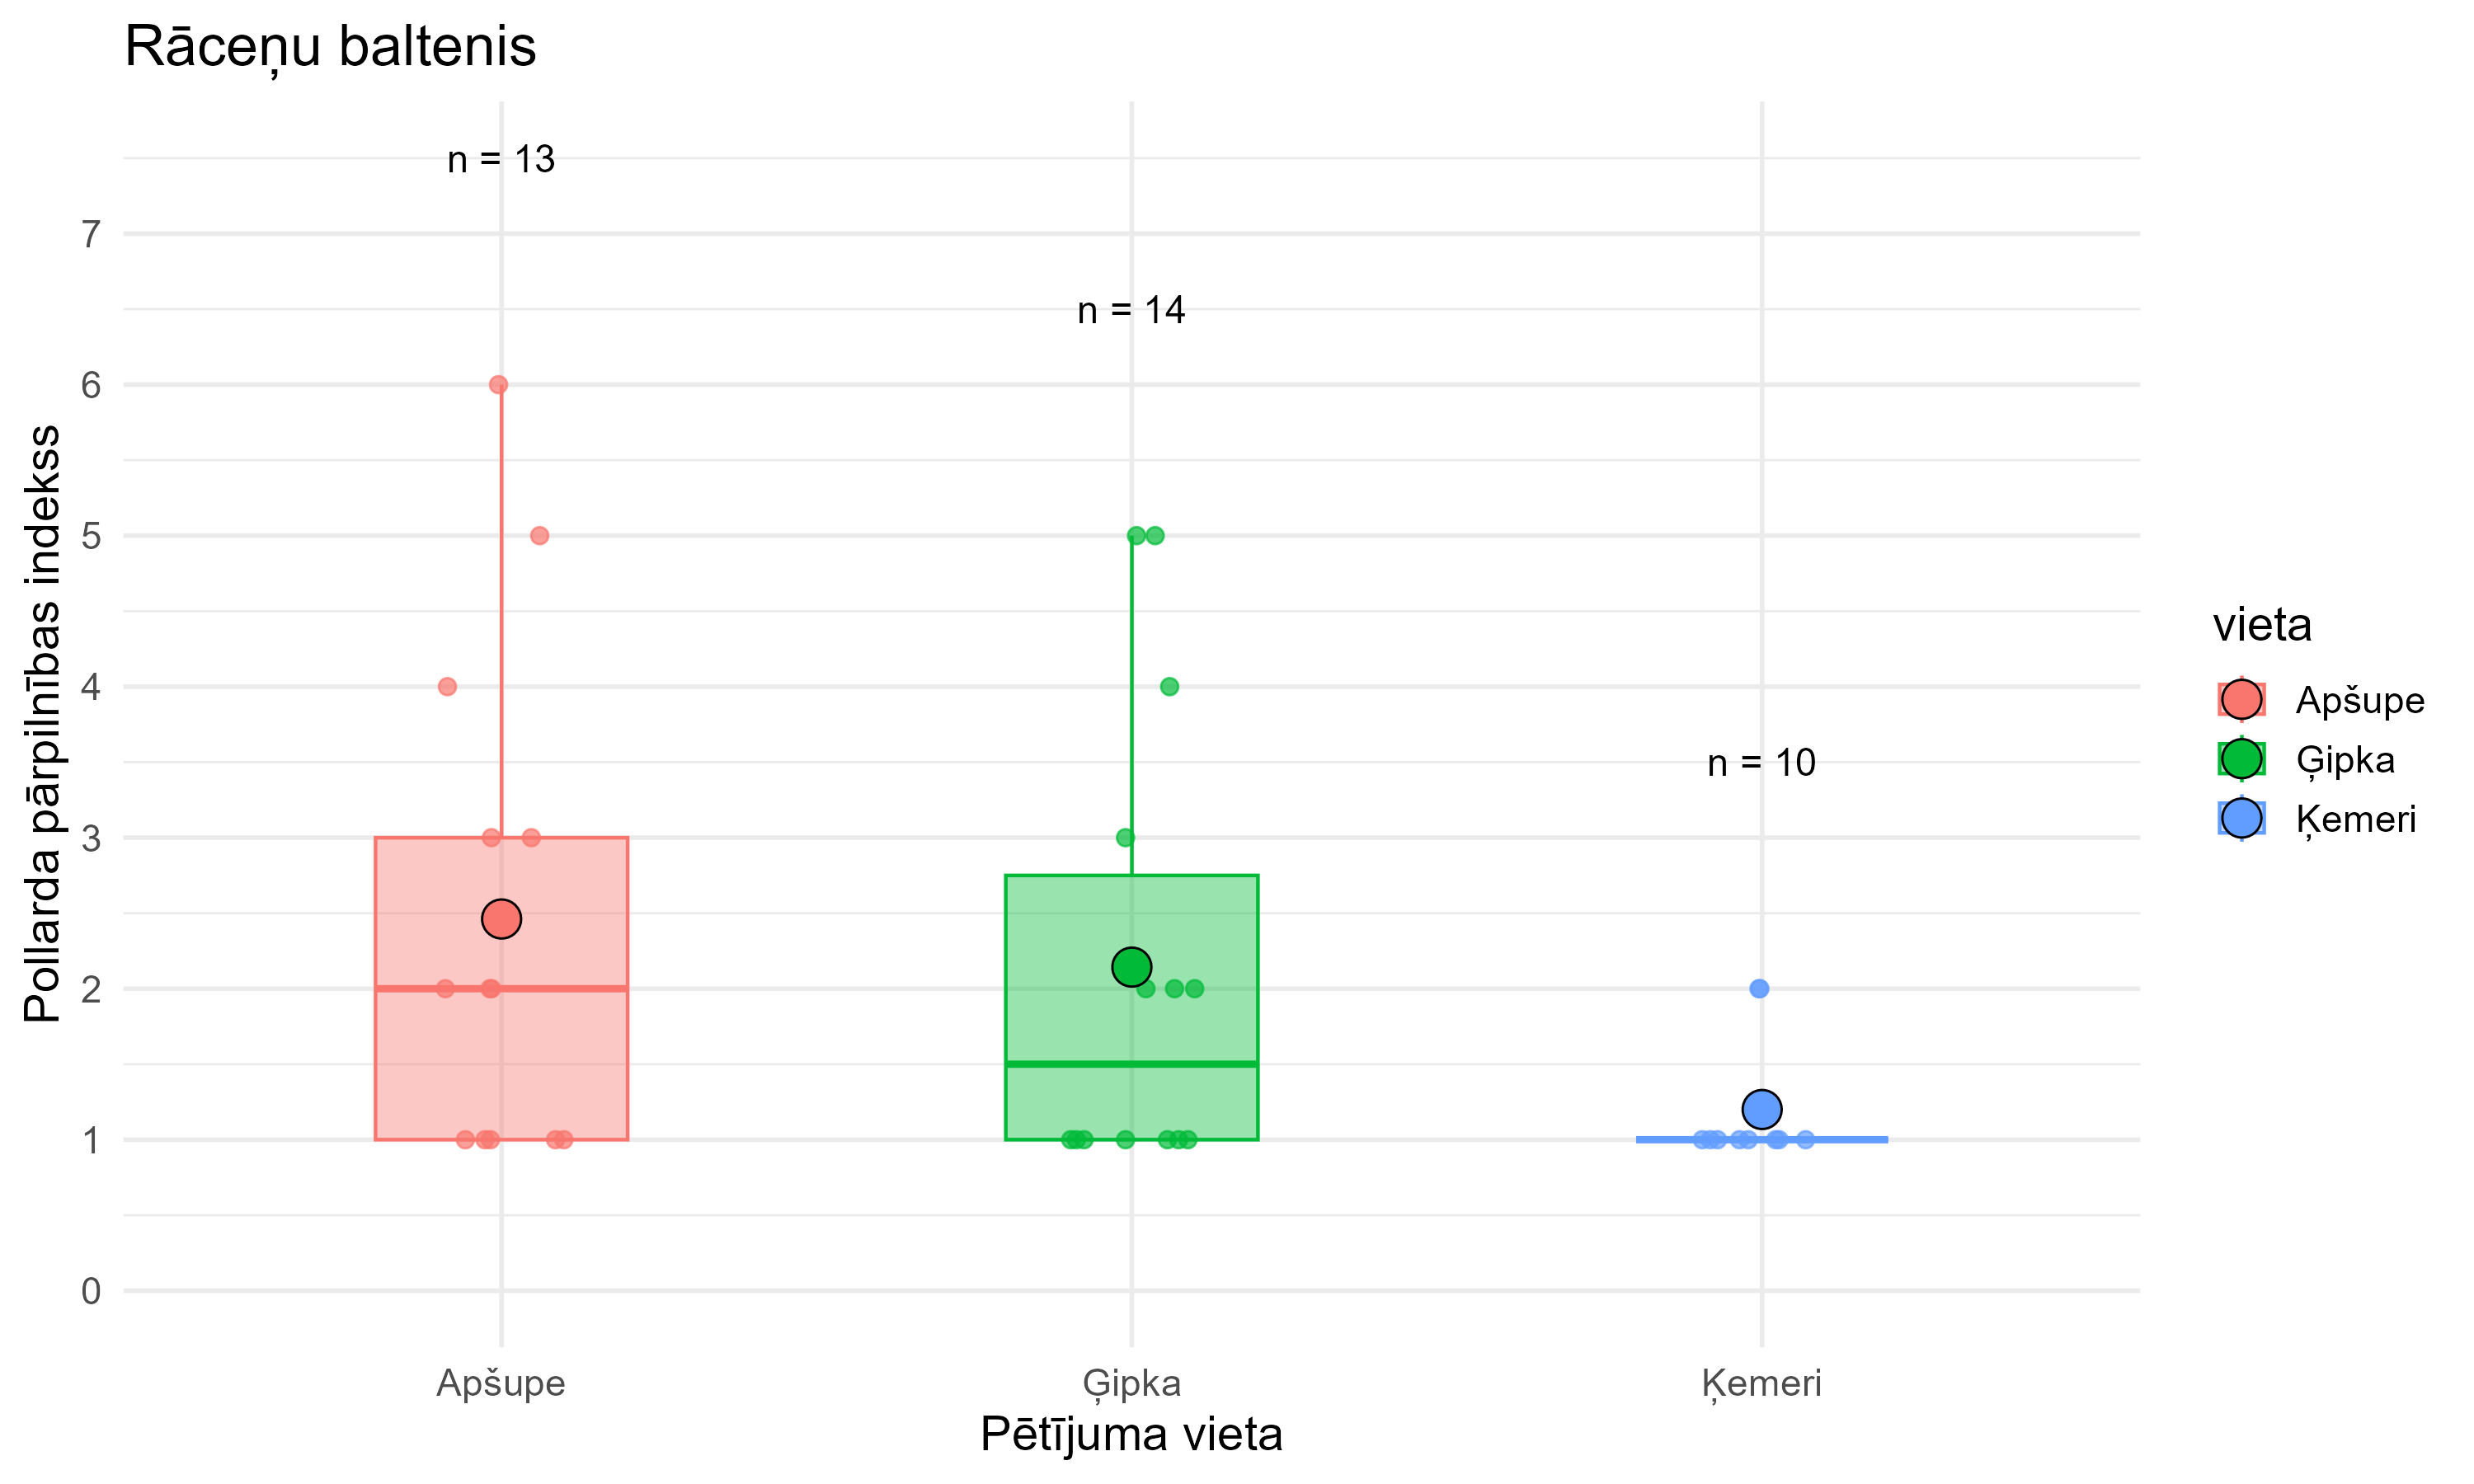 Rāceņu baltenis
n = 13
n = 14
n = 10
Pollarda pārpilnības indekss
7
6
5
4
3
2
1
0
Apšupe
Ģipka
Ķemeri
Pētījuma vieta
vieta
Apšupe
Ģipka
Ķemeri